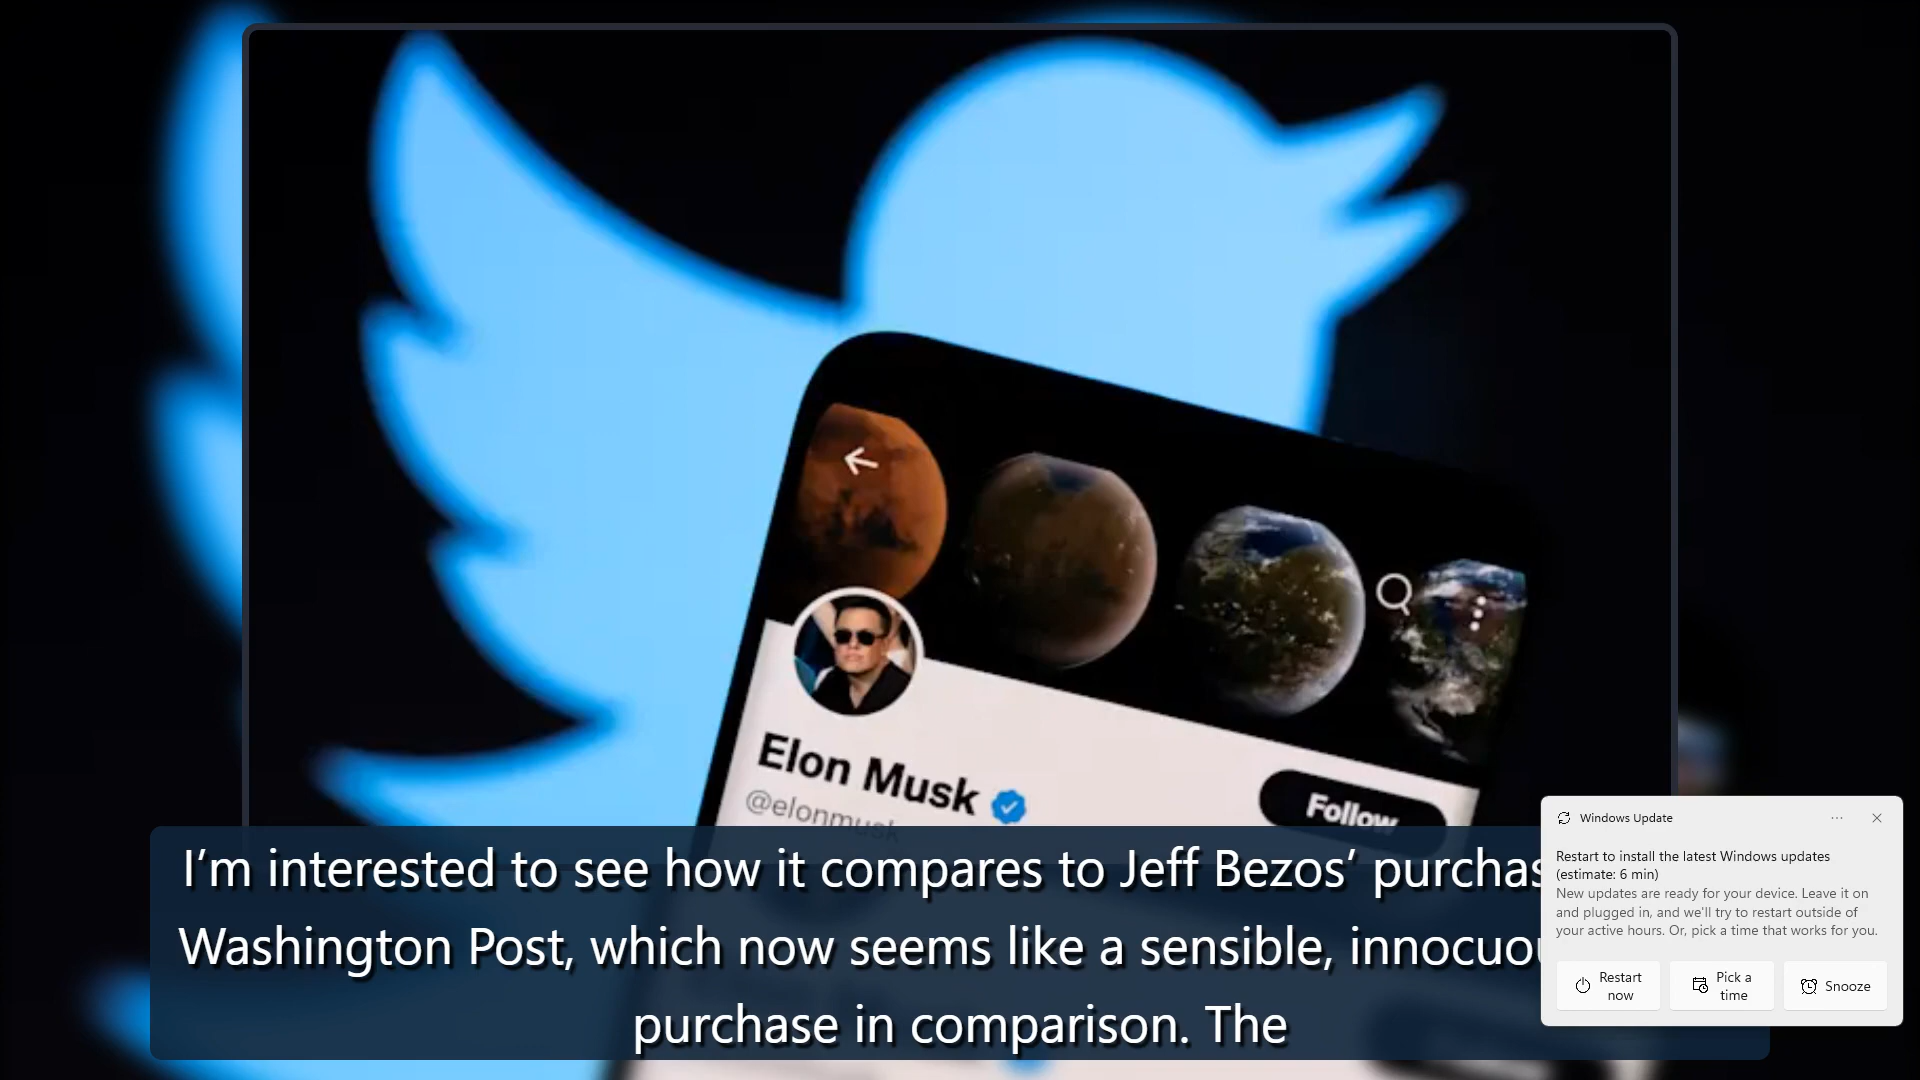 Elon Musk
@elonmusk
Follow
I’m interested to see how it compares to Jeff Bezos’ purchas
Washington Post, which now seems like a sensible, innocuou
purchase in comparison. The
Windows Update
Restart to install the latest Windows updates
(estimate: 6 min)
New updates are ready for your device. Leave it on
and plugged in, and we'll try to restart outside of
your active hours. Or, pick a time that works for you.
Restart
now
Pick a
time
Snooze